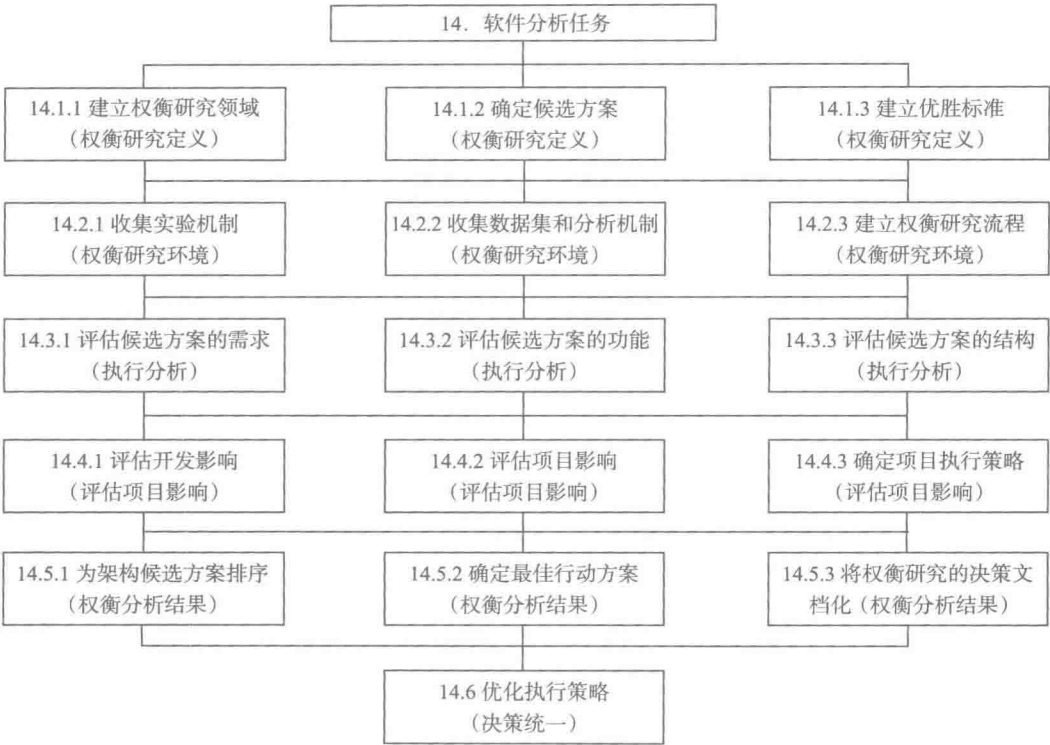 14. 软件分析任务
14.1.1 建立权衡研究领域
（权衡研究定义）
14.1.2 确定候选方案
（权衡研究定义）
14.1.3 建立优胜标准
（权衡研究定义）
14.2.1 收集实验机制
（权衡研究环境）
14.2.2 收集数据集和分析机制
（权衡研究环境）
14.2.3 建立权衡研究流程
（权衡研究环境）
14.3.1 评估候选方案的需求
（执行分析）
14.3.2 评估候选方案的功能
（执行分析）
14.3.3 评估候选方案的结构
（执行分析）
14.4.1 评估开发影响
（评估项目影响）
14.4.2 评估项目影响
（评估项目影响）
14.4.3 确定项目执行策略
（评估项目影响）
14.5.1 为架构候选方案排序
（权衡分析结果）
14.5.2 确定最佳行动方案
（权衡分析结果）
14.5.3 将权衡研究的决策文
档化（权衡分析结果）
14.6 优化执行策略
（决策统一）